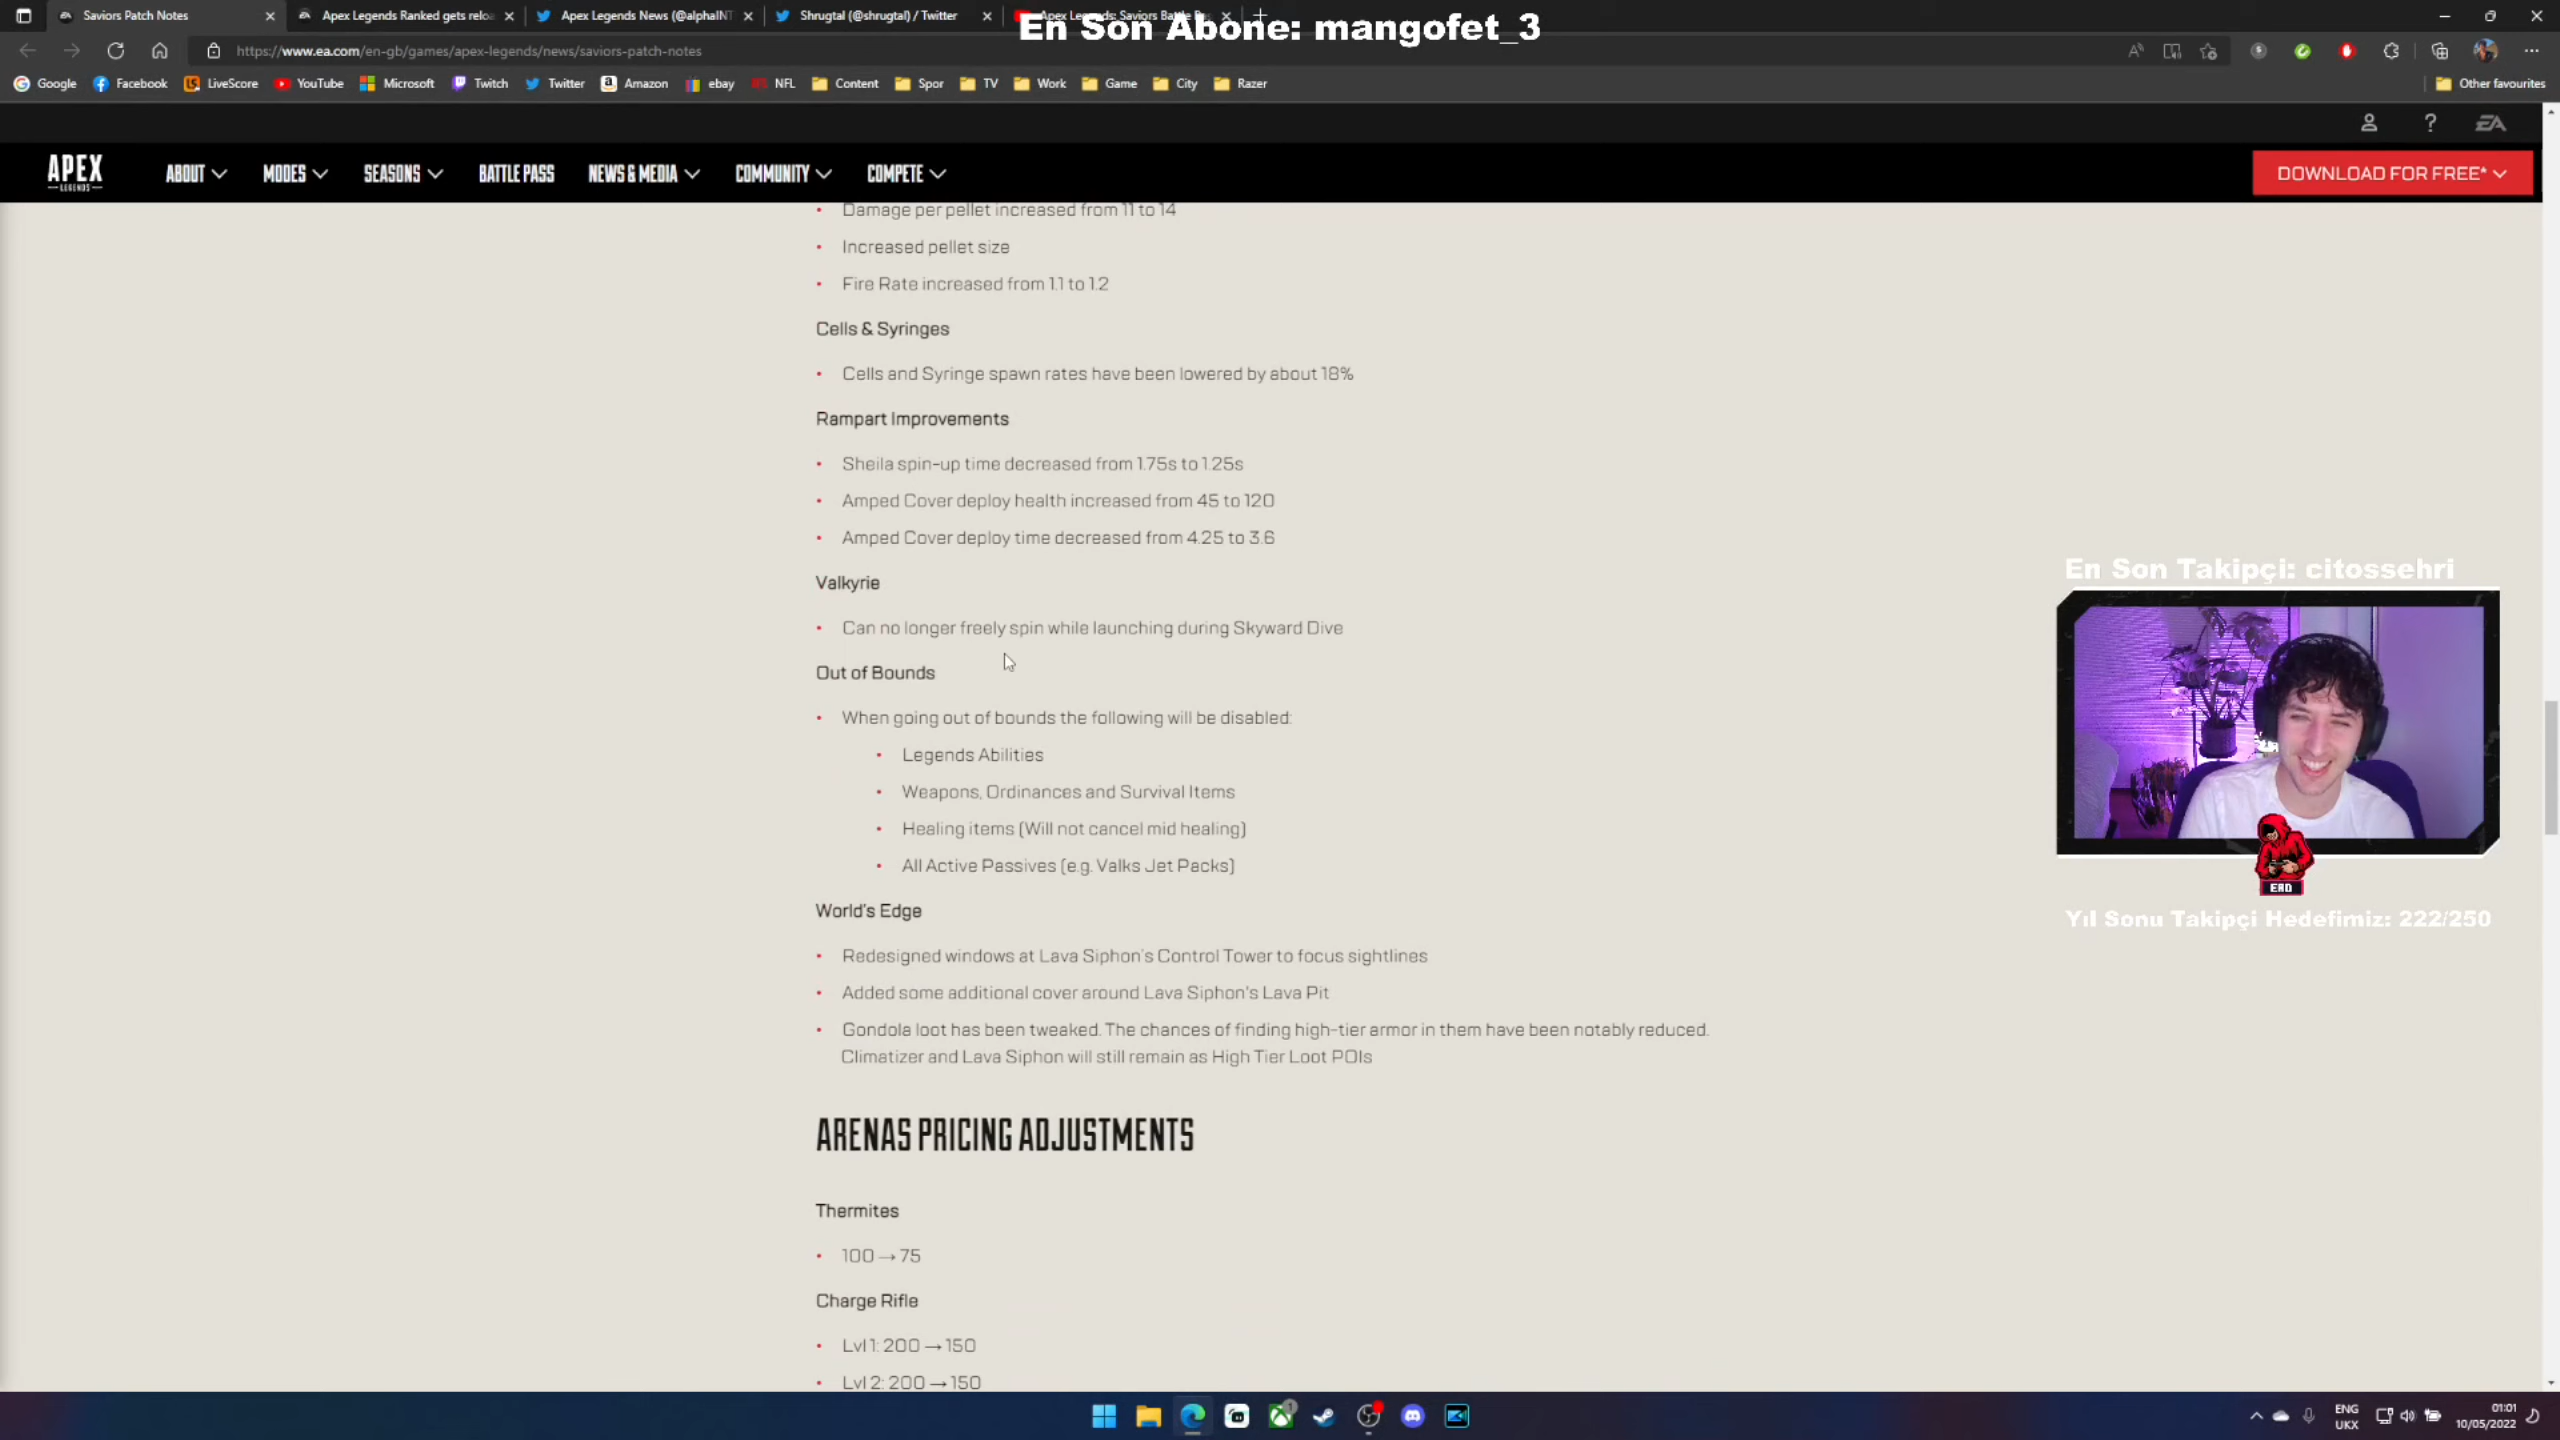 Saviors Patch Notes
Apex Legends Ranked gets relo
Apex Legends News (@alphaINT
Shrugtal (@shrugtal) / Twitter
Apex Legends: Saviors Battle
En Son Abone: mangofet_3
https://www.ea.com/en-gb/games/apex-legends/news/saviors-patch-notes
Google Facebook LiveScore YouTube Microsoft Twitch Twitter Amazon ebay NFL Content Spor TV Work Game City Razer Other favourites
? EA
APEX LEGENDS
ABOUT MODES SEASONS BATTLE PASS NEWS & MEDIA COMMUNITY COMPETE DOWNLOAD FOR FREE*
• Damage per pellet increased from 11 to 14
• Increased pellet size
• Fire Rate increased from 1.1 to 1.2
Cells & Syringes
• Cells and Syringe spawn rates have been lowered by about 18%
Rampart Improvements
• Sheila spin-up time decreased from 1.75s to 1.25s
• Amped Cover deploy health increased from 45 to 120
• Amped Cover deploy time decreased from 4.25 to 3.6
Valkyrie
• Can no longer freely spin while launching during Skyward Dive
Out of Bounds
• When going out of bounds the following will be disabled:
• Legends Abilities
• Weapons, Ordinances and Survival Items
• Healing items (Will not cancel mid healing)
• All Active Passives (e.g. Valks Jet Packs)
World's Edge
• Redesigned windows at Lava Siphon's Control Tower to focus sightlines
• Added some additional cover around Lava Siphon's Lava Pit
• Gondola loot has been tweaked. The chances of finding high-tier armor in them have been notably reduced.
Climatizer and Lava Siphon will still remain as High Tier Loot POIs
ARENAS PRICING ADJUSTMENTS
Thermites
• 100 → 75
Charge Rifle
• Lvl 1: 200 → 150
• Lvl 2: 200 → 150
En Son Takipçi: citossehri
ERD
Yıl Sonu Takipçi Hedefimiz: 222/250
ENG
UKX
01:01
10/05/2022